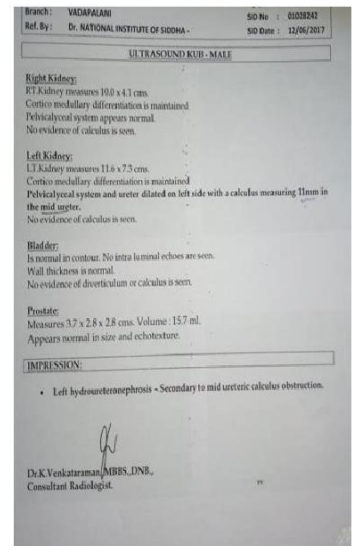 Branch : VADAPALANI SID No : 01028242
Ref. By : Dr. NATIONAL INSTITUTE OF SIDDHA - SID Date : 12/06/2017
ULTRASOUND KUB - MALE
Right Kidney:
RT.Kidney measures 10.0 x 4.1 cms.
Cortico medullary differentiation is maintained
Pelvicalyceal system appears normal.
No evidence of calculus is seen.
Left Kidney:
LT.Kidney measures 11.6 x 7.3 cms.
Cortico medullary differentiation is maintained
Pelvicalyceal system and ureter dilated on left side with a calculus measuring 11mm in
the mid ureter.
No evidence of calculus is seen.
Bladder:
Is normal in contour. No intra luminal echoes are seen.
Wall thickness is normal.
No evidence of diverticulum or calculus is seen.
Prostate:
Measures 3.7 x 2.8 x 2.8 cms. Volume : 15.7 ml.
Appears normal in size and echotexture.
IMPRESSION:
• Left hydroureteronephrosis - Secondary to mid ureteric calculus obstruction.
Dr.K.Venkataraman,MBBS.,DNB.,
Consultant Radiologist.